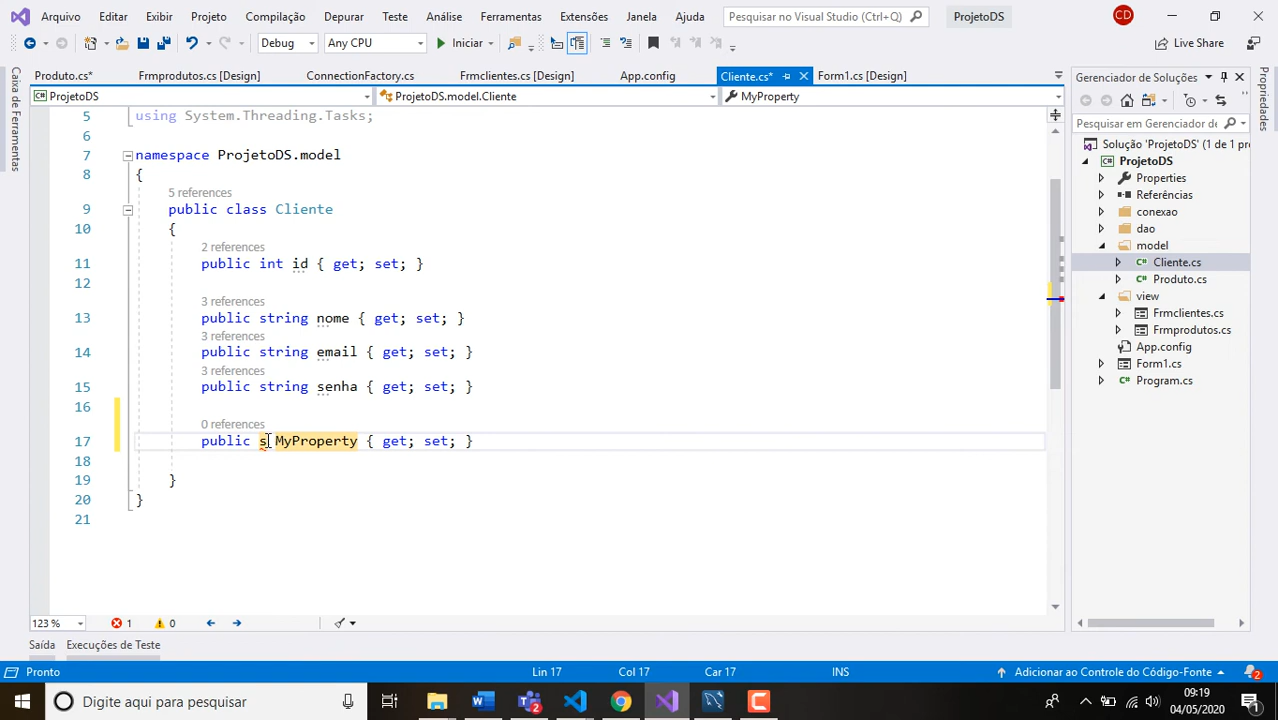 Arquivo Editar Exibir Projeto Compilação Depurar Teste Análise Ferramentas Extensões Janela Ajuda Pesquisar no Visual Studio (Ctrl+Q) ProjetoDS CD
Debug Any CPU Iniciar Live Share
Produto.cs* Frmprodutos.cs [Design] ConnectionFactory.cs Frmclientes.cs [Design] App.config Cliente.cs* Form1.cs [Design] Gerenciador de Soluções
ProjetoDS ProjetoDS.model.Cliente MyProperty
Caixa de Ferramentas
Propriedades
5 using System.Threading.Tasks;
6
7 namespace ProjetoDS.model
8 {
5 references
9 public class Cliente
10 {
2 references
11 public int id { get; set; }
12
3 references
13 public string nome { get; set; }
3 references
14 public string email { get; set; }
3 references
15 public string senha { get; set; }
16
0 references
17 public s MyProperty { get; set; }
18
19 }
20 }
21
Pesquisar em Gerenciador de
Solução 'ProjetoDS' (1 de 1 pr
ProjetoDS
Properties
Referências
conexao
dao
model
Cliente.cs
Produto.cs
view
Frmclientes.cs
Frmprodutos.cs
App.config
Form1.cs
Program.cs
123 % 1 0
Saída Execuções de Teste
Pronto Lin 17 Col 17 Car 17 INS Adicionar ao Controle do Código-Fonte 2
Digite aqui para pesquisar 2 09:19
04/05/2020 1